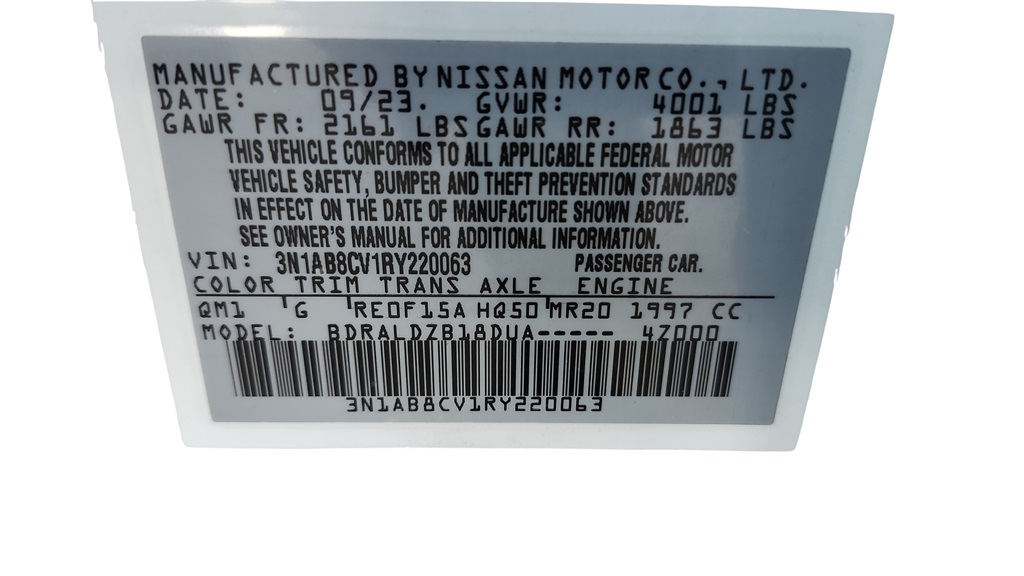 MANUFACTURED BY NISSAN MOTOR CO., LTD.
DATE: 09/23. GVWR: 4001 LBS
GAWR FR: 2161 LBS GAWR RR: 1863 LBS
THIS VEHICLE CONFORMS TO ALL APPLICABLE FEDERAL MOTOR
VEHICLE SAFETY, BUMPER AND THEFT PREVENTION STANDARDS
IN EFFECT ON THE DATE OF MANUFACTURE SHOWN ABOVE.
SEE OWNER'S MANUAL FOR ADDITIONAL INFORMATION.
VIN: 3N1AB8CV1RY220063 PASSENGER CAR.
COLOR TRIM TRANS AXLE ENGINE
QM1 G RE0F15A HQ50 MR20 1997 CC
MODEL: BDRALDZB18DUA----- 4Z000
3N1AB8CV1RY220063